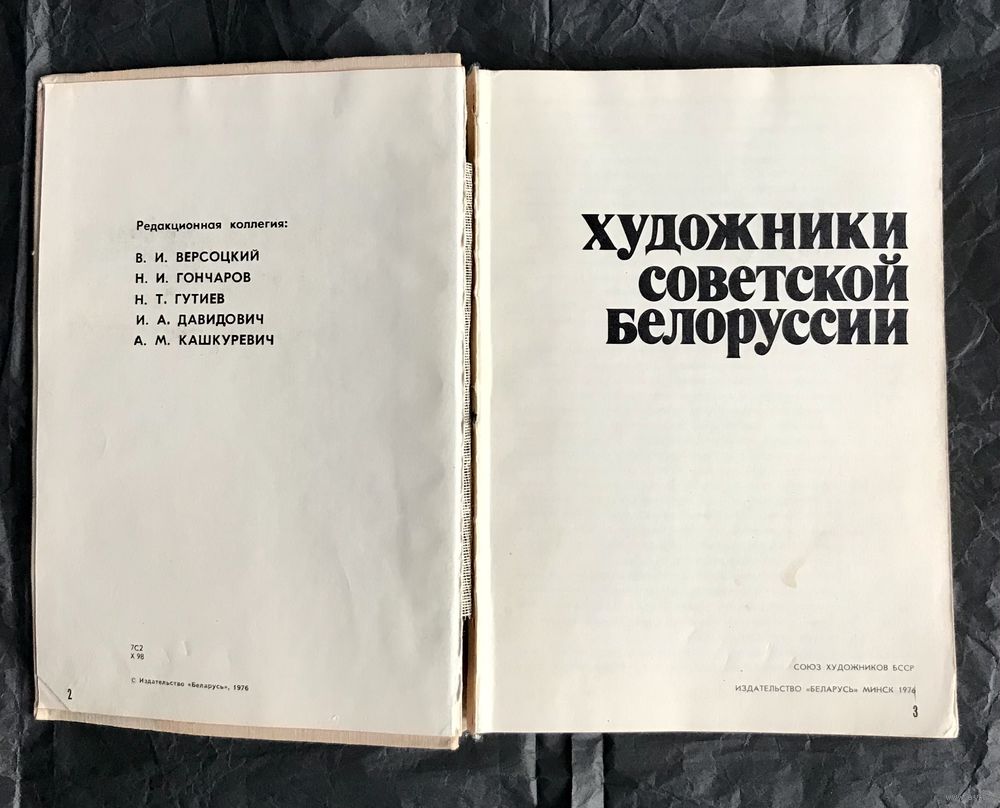 Редакционная коллегия:
В. И. ВЕРСОЦКИЙ
Н. И. ГОНЧАРОВ
Н. Т. ГУТИЕВ
И. А. ДАВИДОВИЧ
А. М. КАШКУРЕВИЧ
7С2
Х 98
© Издательство «Беларусь», 1976
2
ХУДОЖНИКИ
СОВЕТСКОЙ
БЕЛОРУССИИ
СОЮЗ ХУДОЖНИКОВ БССР
ИЗДАТЕЛЬСТВО «БЕЛАРУСЬ» МИНСК 1976
3